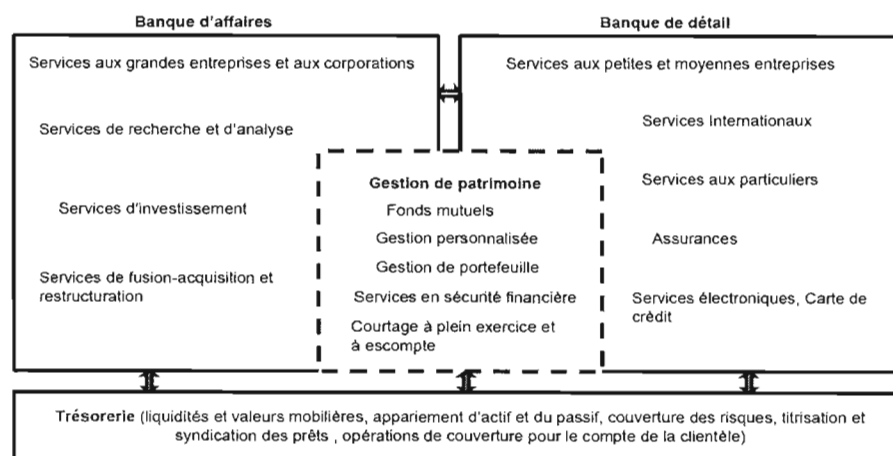 Banque d'affaires
Services aux grandes entreprises et aux corporations
Services de recherche et d'analyse
Services d'investissement
Services de fusion-acquisition et
restructuration
Gestion de patrimoine
Fonds mutuels
Gestion personnalisée
Gestion de portefeuille
Services en sécurité financière
Courtage à plein exercice et
à escompte
Banque de détail
Services aux petites et moyennes entreprises
Services Internationaux
Services aux particuliers
Assurances
Services électroniques, Carte de
crédit
Trésorerie (liquidités et valeurs mobilières, appariement d'actif et du passif, couverture des risques, titrisation et
syndication des prêts , opérations de couverture pour le compte de la clientèle)